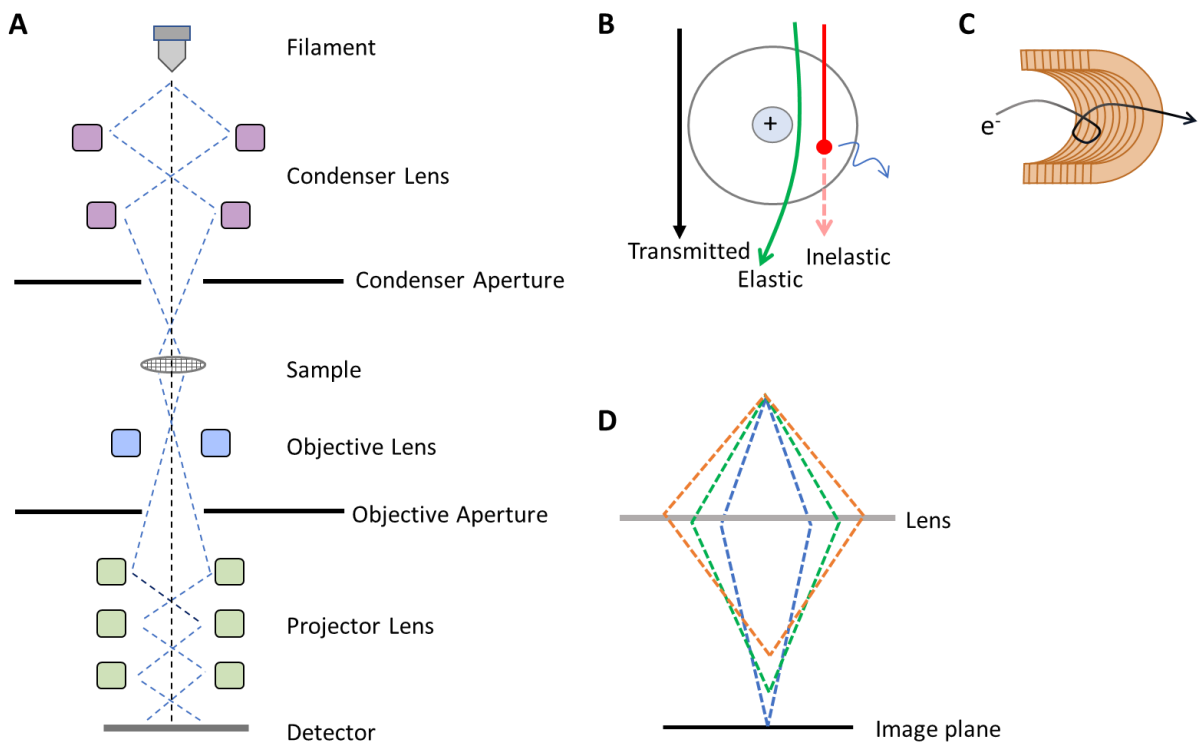 A
Filament
Condenser Lens
Condenser Aperture
Sample
Objective Lens
Objective Aperture
Projector Lens
Detector
B
+
Transmitted
Elastic
Inelastic
C
e-
D
Lens
Image plane